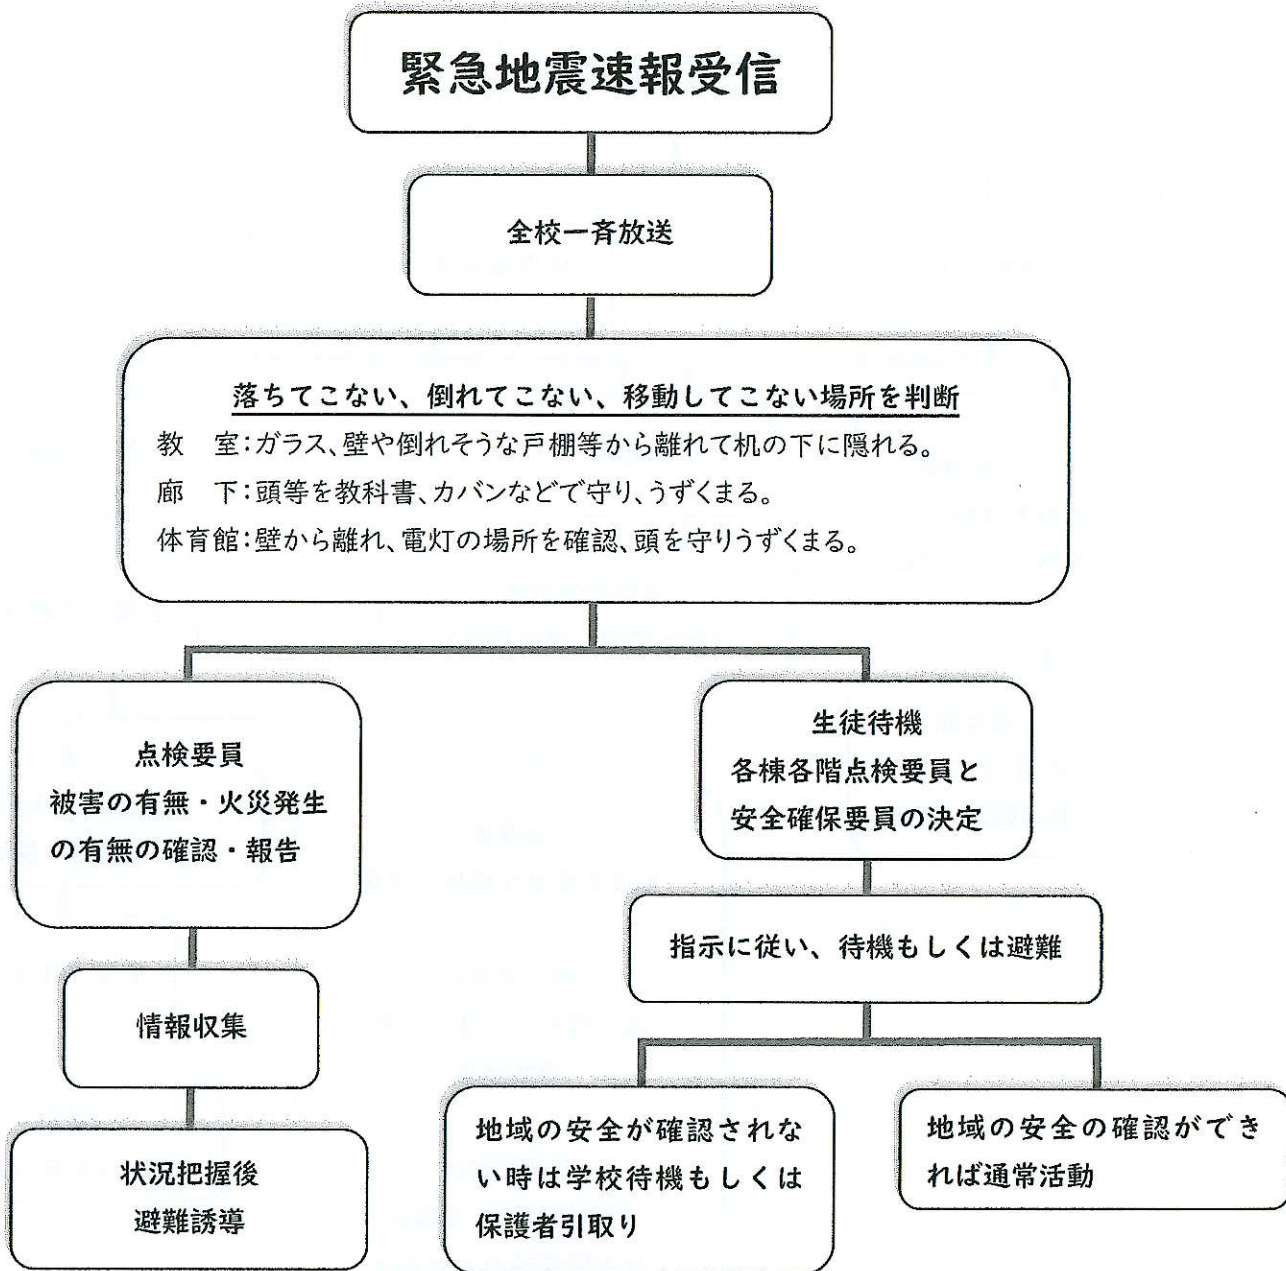 緊急地震速報受信
全校一斉放送
落ちてこない、倒れてこない、移動してこない場所を判断
教　室:ガラス、壁や倒れそうな戸棚等から離れて机の下に隠れる。
廊　下:頭等を教科書、カバンなどで守り、うずくまる。
体育館:壁から離れ、電灯の場所を確認、頭を守りうずくまる。
点検要員
被害の有無・火災発生
の有無の確認・報告
情報収集
状況把握後
避難誘導
生徒待機
各棟各階点検要員と
安全確保要員の決定
指示に従い、待機もしくは避難
地域の安全が確認されな
い時は学校待機もしくは
保護者引取り
地域の安全の確認ができ
れば通常活動